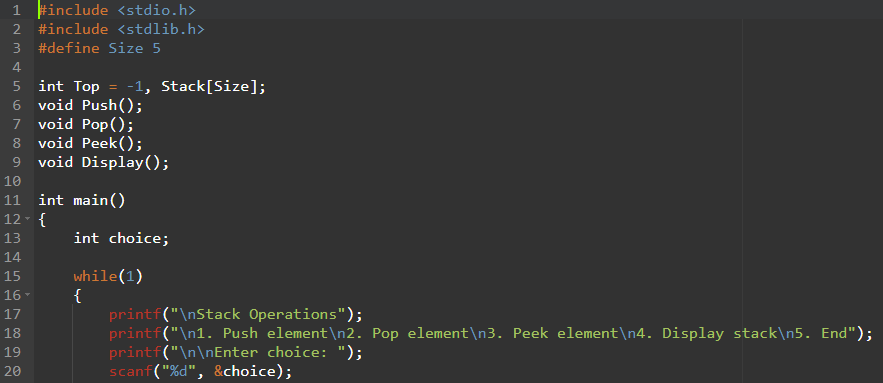 1 #include <stdio.h>
2 #include <stdlib.h>
3 #define Size 5
4
5 int Top = -1, Stack[Size];
6 void Push();
7 void Pop();
8 void Peek();
9 void Display();
10
11 int main()
12 {
13     int choice;
14
15     while(1)
16     {
17         printf("\nStack Operations");
18         printf("\n1. Push element\n2. Pop element\n3. Peek element\n4. Display stack\n5. End");
19         printf("\n\nEnter choice: ");
20         scanf("%d", &choice);